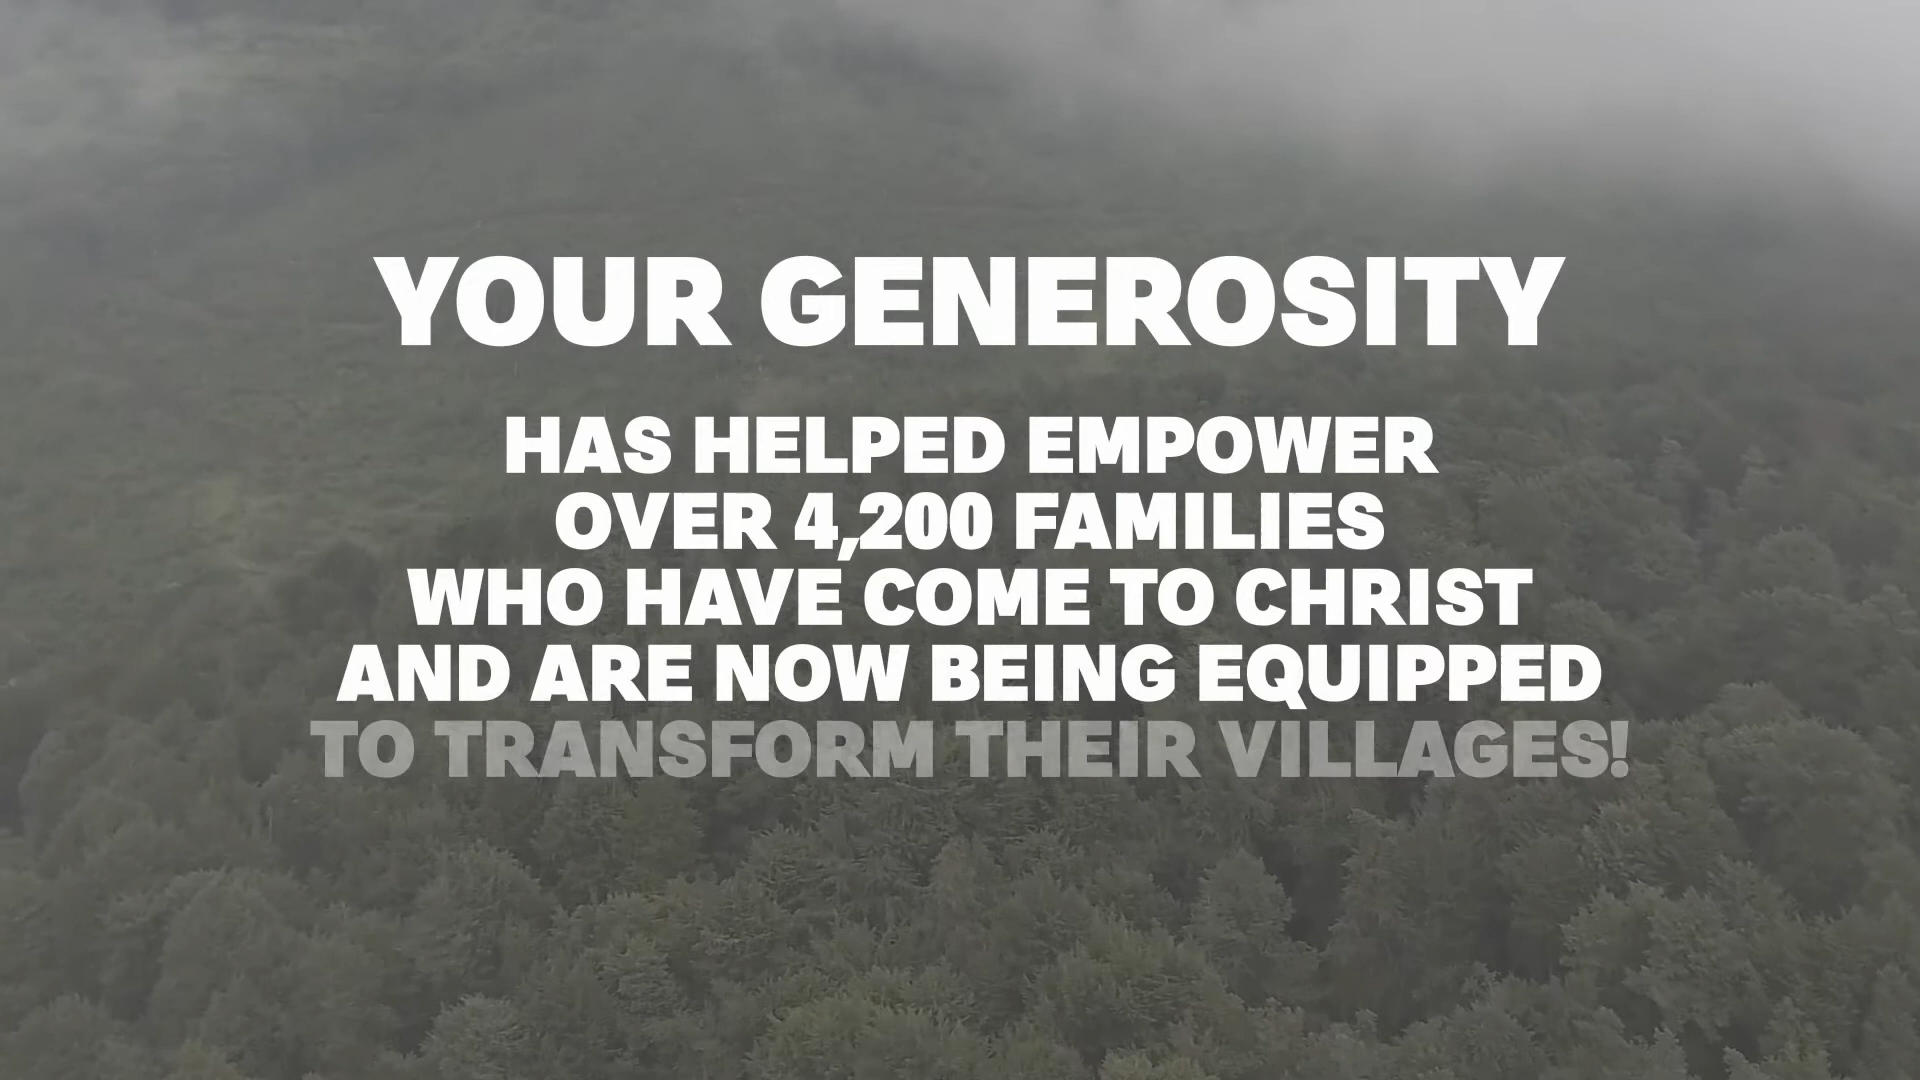 YOUR GENEROSITY
HAS HELPED EMPOWER
OVER 4,200 FAMILIES
WHO HAVE COME TO CHRIST
AND ARE NOW BEING EQUIPPED
TO TRANSFORM THEIR VILLAGES!